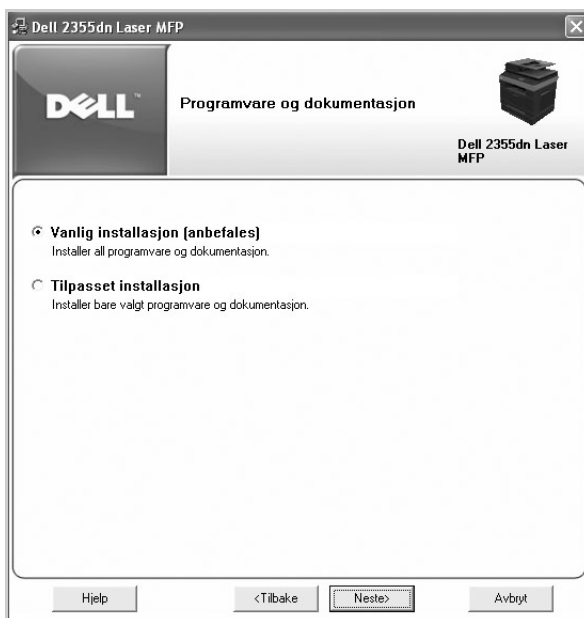 Dell 2355dn Laser MFP
DELL™
Programvare og dokumentasjon
Dell 2355dn Laser
MFP
Vanlig installasjon (anbefales)
Installer all programvare og dokumentasjon.
Tilpasset installasjon
Installer bare valgt programvare og dokumentasjon.
Hjelp
<Tilbake
Neste>
Avbryt